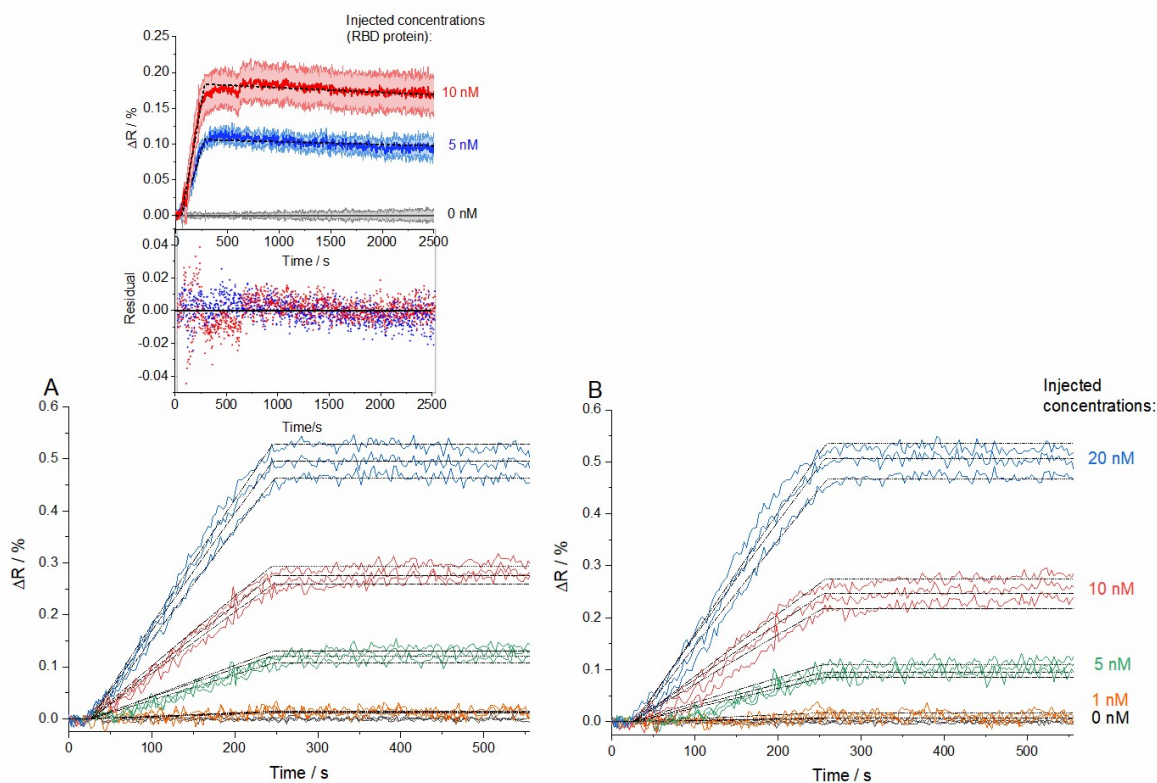 Injected concentrations
(RBD protein):
0.25
0.20
0.15
0.10
0.05
0.00
ΔR / %
10 nM
5 nM
0 nM
0 500 1000 1500 2000 2500
Time / s
0.04
0.02
0.00
-0.02
-0.04
Residual
0 500 1000 1500 2000 2500
Time/s
A
0.6
0.5
0.4
0.3
0.2
0.1
0.0
ΔR / %
0 100 200 300 400 500
Time / s
B
Injected
concentrations:
0.6
0.5
0.4
0.3
0.2
0.1
0.0
ΔR / %
20 nM
10 nM
5 nM
1 nM
0 nM
0 100 200 300 400 500
Time / s